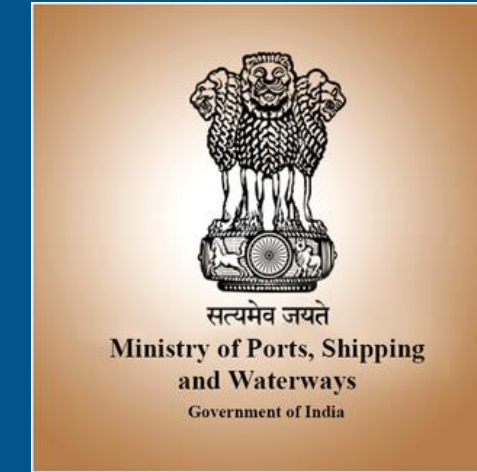 सत्यमेव जयते
Ministry of Ports, Shipping
and Waterways
Government of India